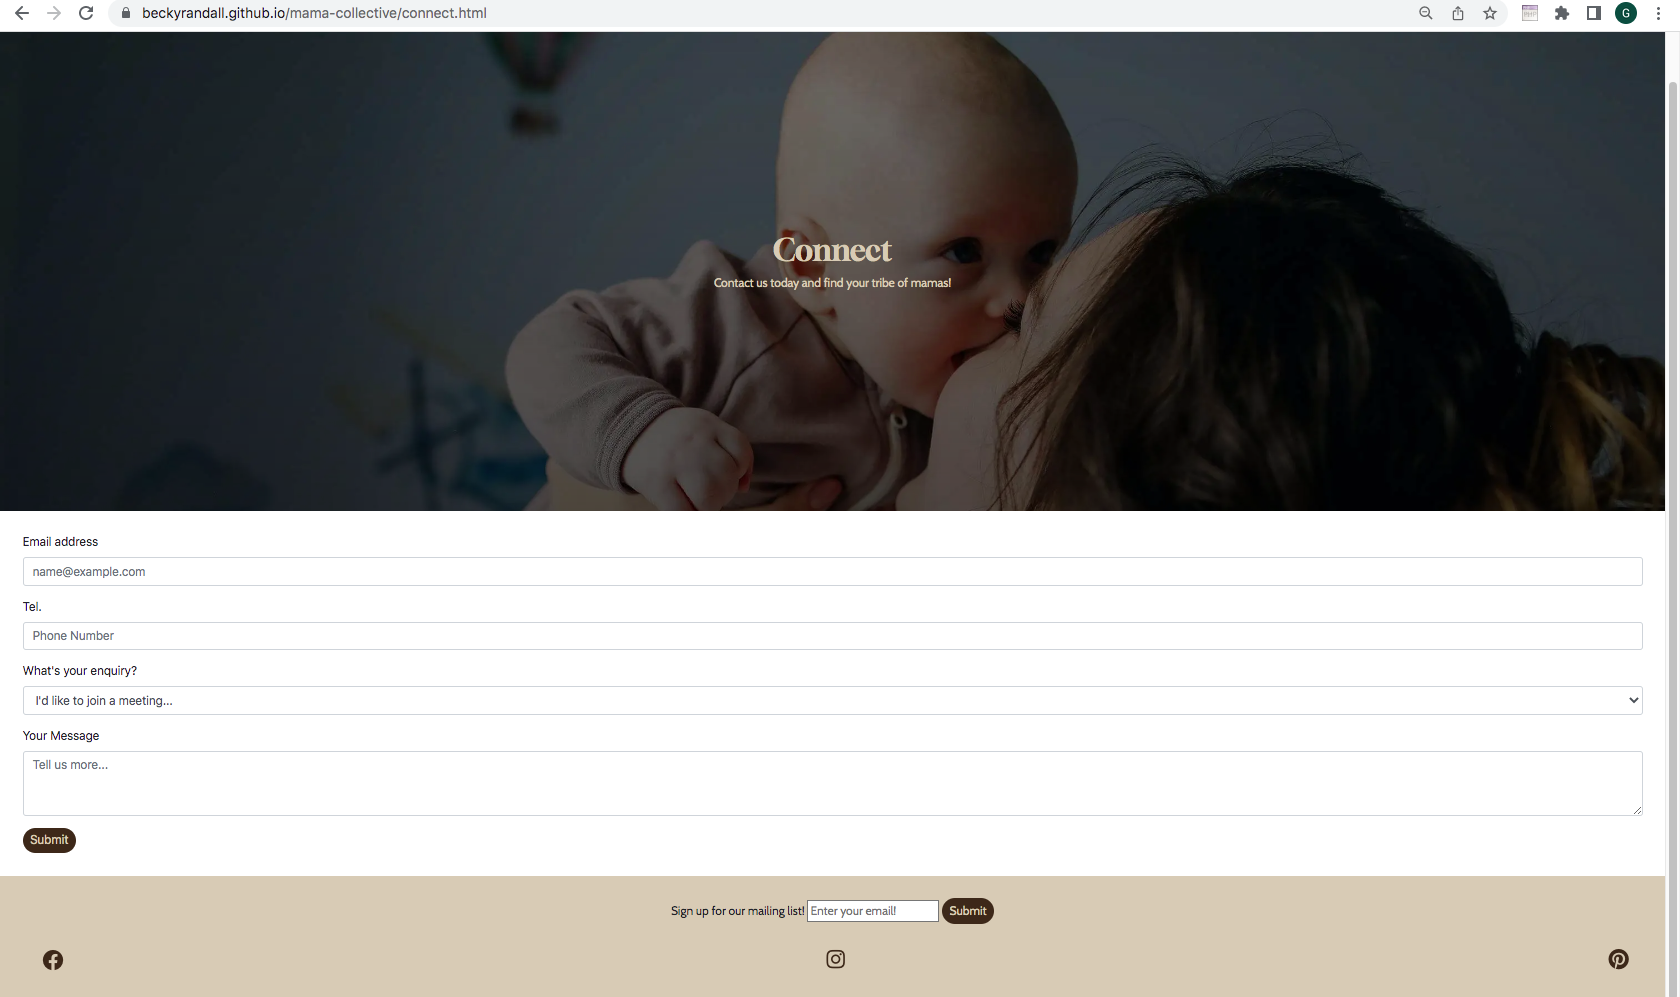 beckyrandall.github.io/mama-collective/connect.html
G
Connect
Contact us today and find your tribe of mamas!
Email address
name@example.com
Tel.
Phone Number
What's your enquiry?
I'd like to join a meeting...
Your Message
Tell us more...
Submit
Sign up for our mailing list! Enter your email! Submit